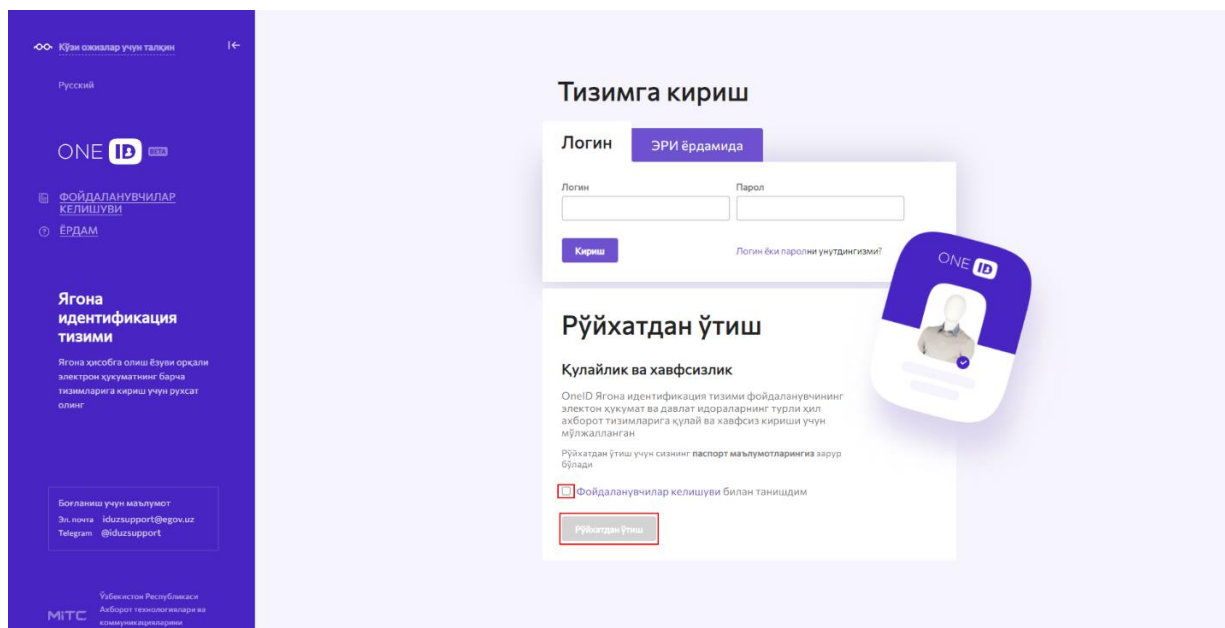 Кўзи ожизлар учун талқин
Русский
ONE ID BETA
ФОЙДАЛАНУВЧИЛАР
КЕЛИШУВИ
ЁРДАМ
Ягона
идентификация
тизими
Ягона ҳисобга олиш ёзуви орқали
электрон ҳукуматнинг барча
тизимларига кириш учун рухсат
олинг
Боғланиш учун маълумот
Эл. почта iduzsupport@egov.uz
Telegram @iduzsupport
MiTC
Ўзбекистон Республикаси
Ахборот технологиялари ва
коммуникацияларини
Тизимга кириш
Логин ЭРИ ёрдамида
Логин Парол
Кириш Логин ёки паролни унутдингизми?
ONE ID
Рўйхатдан ўтиш
Қулайлик ва хавфсизлик
OneID Ягона идентификация тизими фойдаланувчининг
электон ҳукумат ва давлат идораларнинг турли ҳил
ахборот тизимларига қулай ва хавфсиз кириши учун
мўлжалланган
Рўйхатдан ўтиш учун сизнинг паспорт маълумотларингиз зарур
бўлади
Фойдаланувчилар келишуви билан танишдим
Рўйхатдан ўтиш